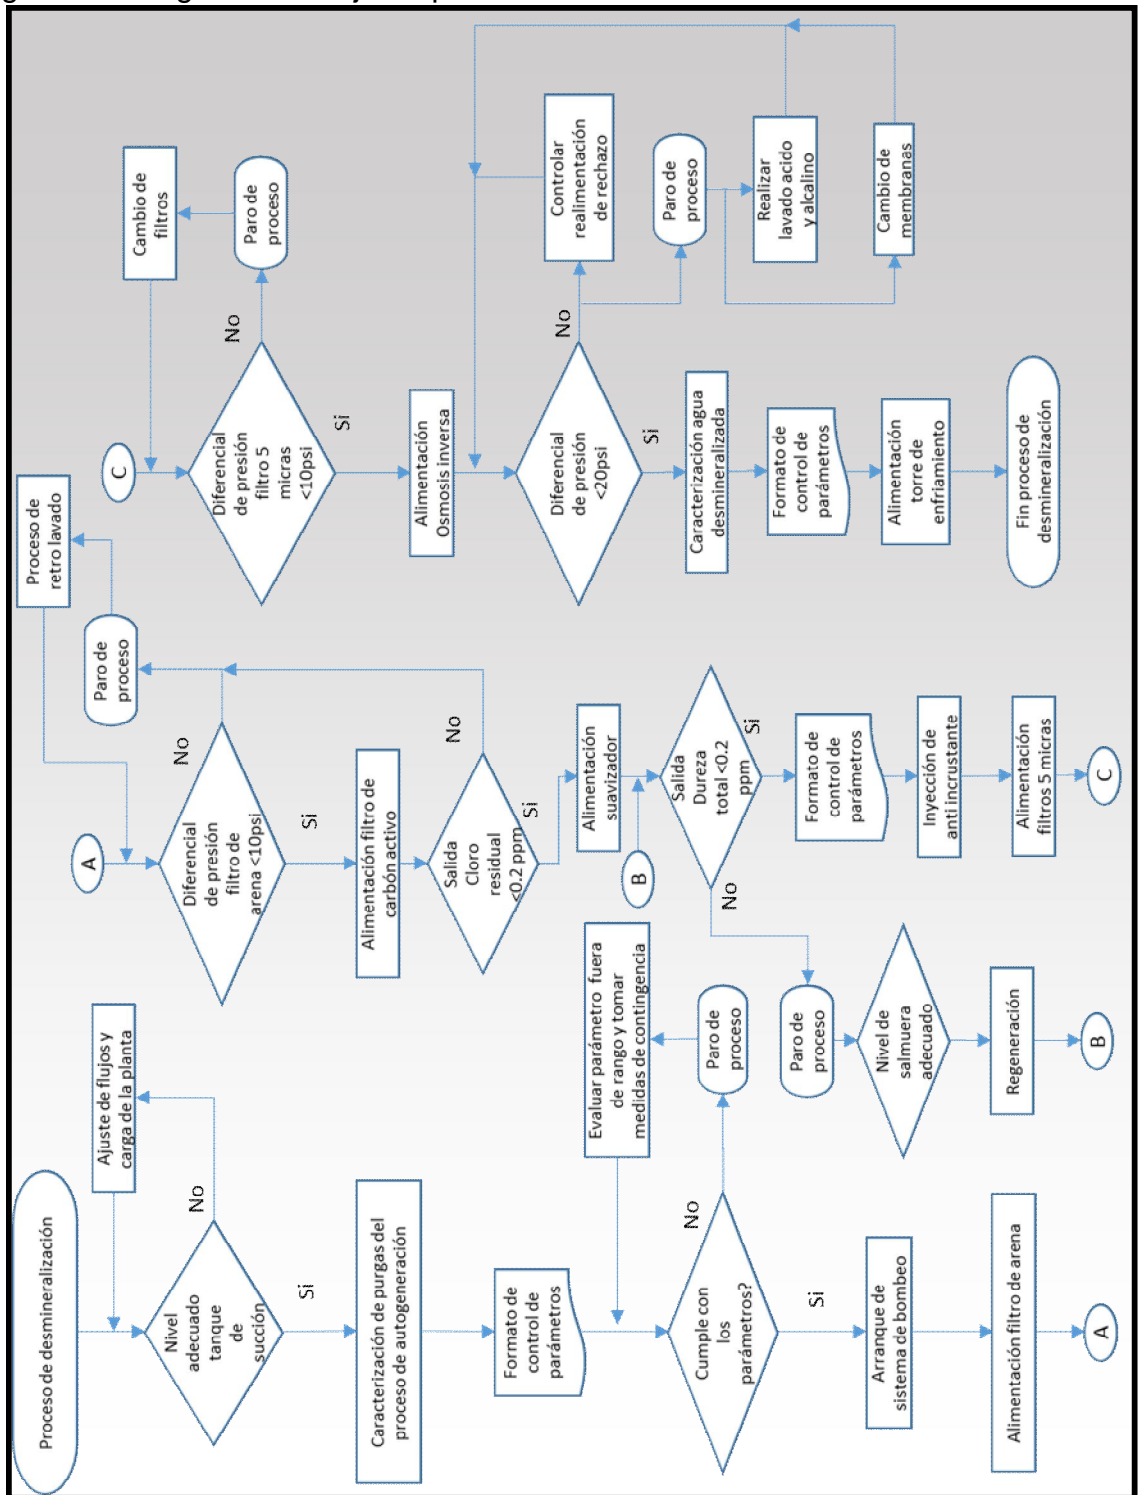 Proceso de desmineralización
Ajuste de flujos y
carga de la planta
Nivel
adecuado
tanque
de
succión
No
Si
Caracterización de purgas del
proceso de autogeneración
Formato de
control de
parámetros
Evaluar parámetro fuera
de rango y tomar
medidas de contingencia
Cumple con
los
parámetros?
No
Paro de
proceso
Si
Arranque de
sistema de bombeo
Alimentación filtro de arena
A
A
Proceso de
retro lavado
Paro de
proceso
Diferencial
de presión
filtro de
arena <10psi
No
Si
Alimentación filtro de
carbón activo
Salida
Cloro
residual
<0.2 ppm
No
Si
Alimentación
suavizador
B
Salida
Dureza
total <0.2
ppm
No
Si
Paro de
proceso
Nivel de
salmuera
adecuado
Regeneración
B
Formato de
control de
parámetros
Inyección de
anti incrustante
Alimentación
filtros 5 micras
C
C
Cambio de
filtros
Paro de
proceso
Diferencial
de presión
filtro 5
micras
<10psi
No
Si
Alimentación
Osmosis inversa
Controlar
realimentación
de rechazo
Diferencial
de presión
<20psi
No
Si
Paro de
proceso
Realizar
lavado acido
y alcalino
Cambio de
membranas
Caracterización agua
desmineralizada
Formato de
control de
parámetros
Alimentación
torre de
enfriamiento
Fin proceso de
desmineralización